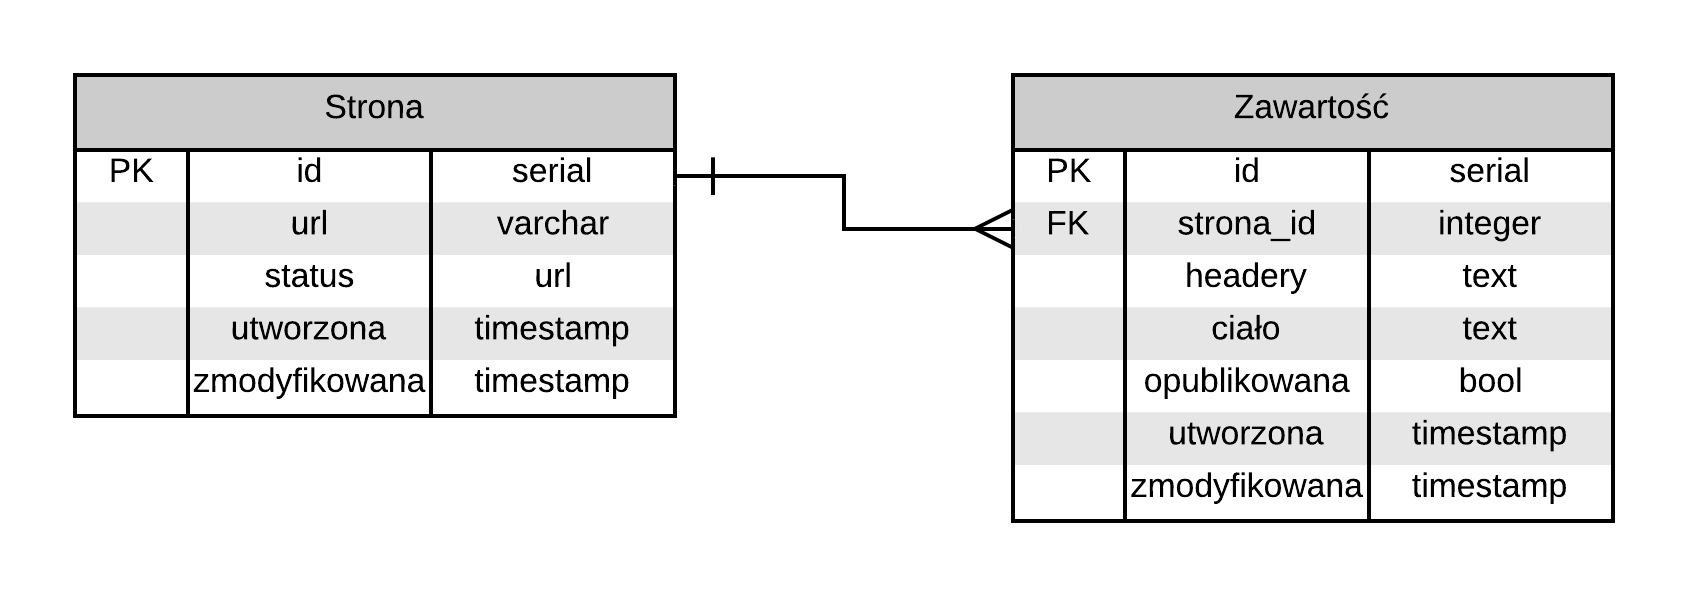 Strona
PK id serial
url varchar
status url
utworzona timestamp
zmodyfikowana timestamp
Zawartość
PK id serial
FK strona_id integer
headery text
ciało text
opublikowana bool
utworzona timestamp
zmodyfikowana timestamp